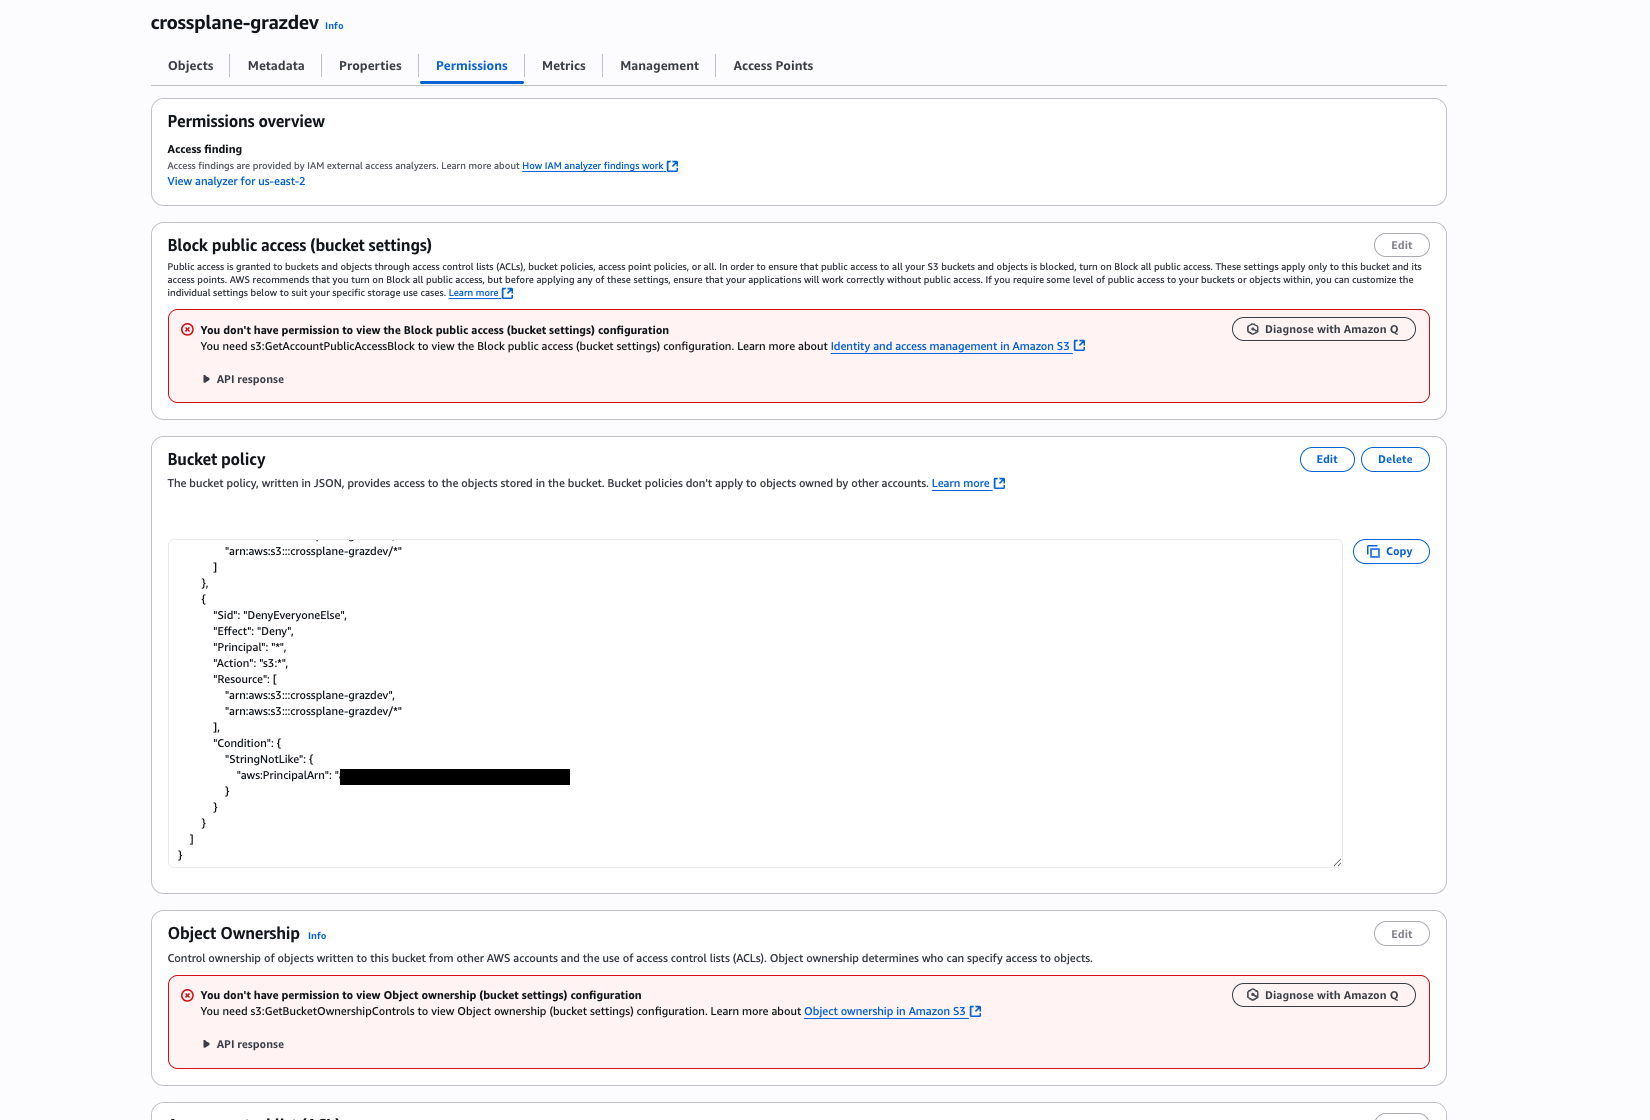 crossplane-grazdev Info
Objects Metadata Properties Permissions Metrics Management Access Points
Permissions overview
Access finding
Access findings are provided by IAM external access analyzers. Learn more about How IAM analyzer findings work
View analyzer for us-east-2
Block public access (bucket settings)
Edit
Public access is granted to buckets and objects through access control lists (ACLs), bucket policies, access point policies, or all. In order to ensure that public access to all your S3 buckets and objects is blocked, turn on Block all public access. These settings apply only to this bucket and its
access points. AWS recommends that you turn on Block all public access, but before applying any of these settings, ensure that your applications will work correctly without public access. If you require some level of public access to your buckets or objects within, you can customize the
individual settings below to suit your specific storage use cases. Learn more
You don't have permission to view the Block public access (bucket settings) configuration
Diagnose with Amazon Q
You need s3:GetAccountPublicAccessBlock to view the Block public access (bucket settings) configuration. Learn more about Identity and access management in Amazon S3
API response
Bucket policy
Edit Delete
The bucket policy, written in JSON, provides access to the objects stored in the bucket. Bucket policies don't apply to objects owned by other accounts. Learn more
Copy
"arn:aws:s3:::crossplane-grazdev/*"
]
},
{
"Sid": "DenyEveryoneElse",
"Effect": "Deny",
"Principal": "*",
"Action": "s3:*",
"Resource": [
"arn:aws:s3:::crossplane-grazdev",
"arn:aws:s3:::crossplane-grazdev/*"
],
"Condition": {
"StringNotLike": {
"aws:PrincipalArn": "
}
}
}
]
}
Object Ownership Info
Edit
Control ownership of objects written to this bucket from other AWS accounts and the use of access control lists (ACLs). Object ownership determines who can specify access to objects.
You don't have permission to view Object ownership (bucket settings) configuration
Diagnose with Amazon Q
You need s3:GetBucketOwnershipControls to view Object ownership (bucket settings) configuration. Learn more about Object ownership in Amazon S3
API response